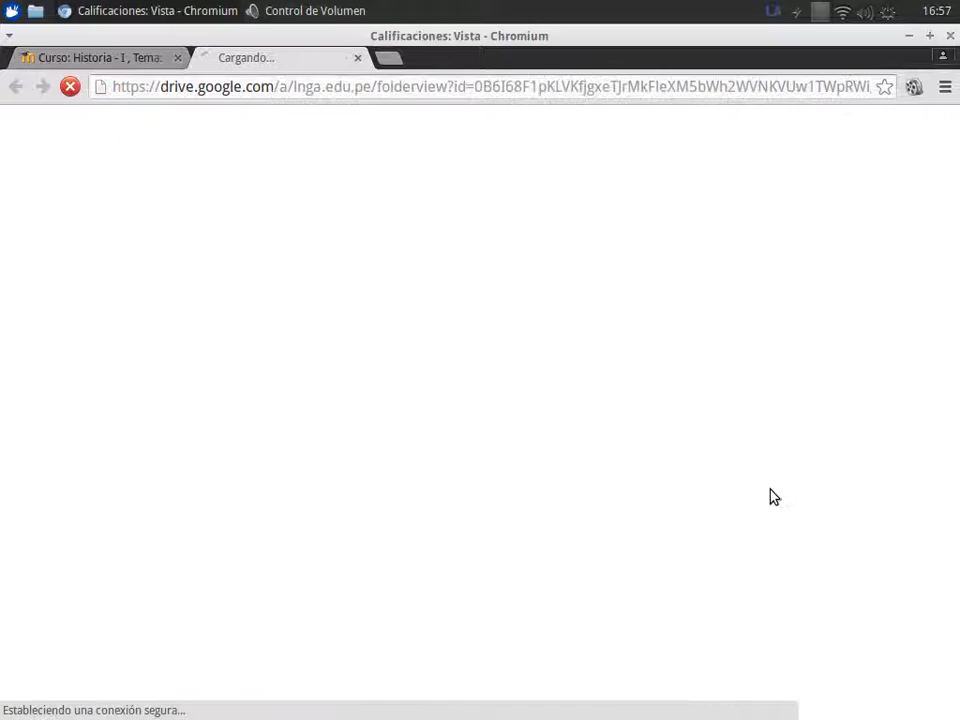 Calificaciones: Vista - Chromium Control de Volumen 16:57
Calificaciones: Vista - Chromium
Curso: Historia - I , Tema: Cargando...
https://drive.google.com/a/lnga.edu.pe/folderview?id=0B6I68F1pKLVKfjgxeTJrMkFIeXM5bWh2WVNKVUw1TWpRWi
Estableciendo una conexión segura...